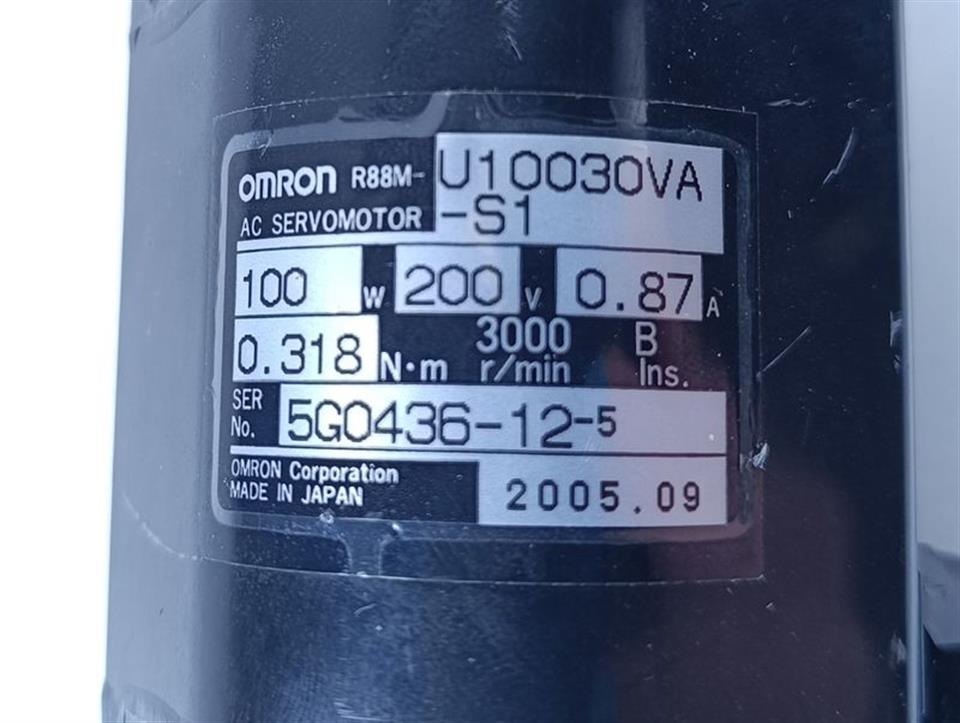 OMRON R88M-U10030VA
AC SERVOMOTOR -S1
100 W 200 V 0.87 A
0.318 N·m 3000 r/min B Ins.
SER No. 5G0436-12-5
OMRON Corporation
MADE IN JAPAN 2005.09